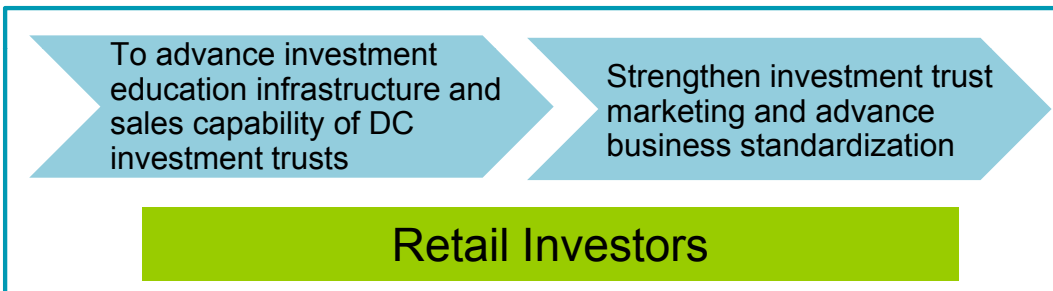 To advance investment
education infrastructure and
sales capability of DC
investment trusts
Strengthen investment trust
marketing and advance
business standardization
Retail Investors